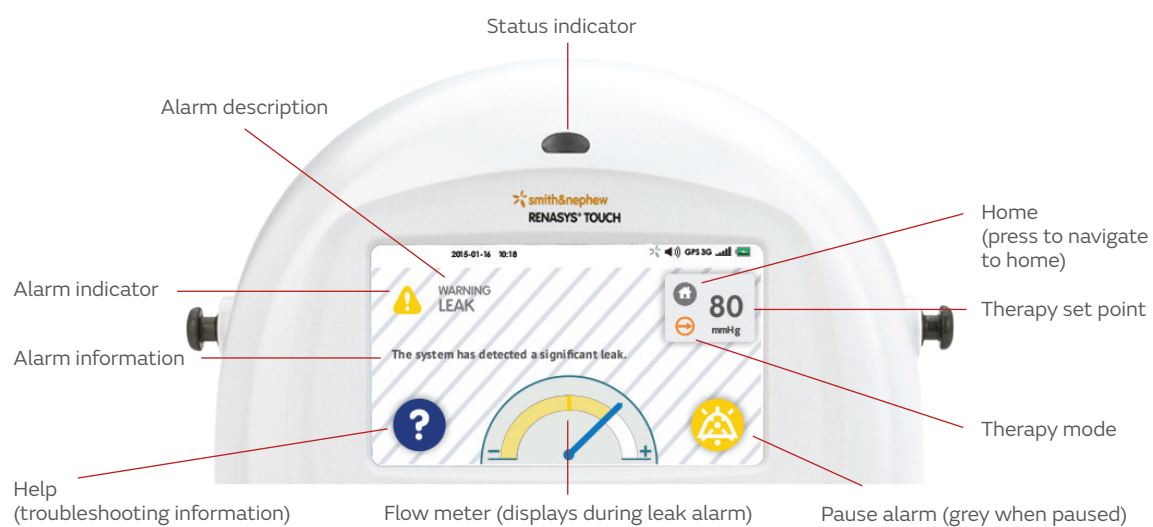 Status indicator
Alarm description
smith&nephew
RENASYS® TOUCH
Home
(press to navigate
to home)
2015-01-16 10:18
GPS 3G
Alarm indicator
WARNING
LEAK
80
mmHg
Therapy set point
Alarm information
The system has detected a significant leak.
?
− +
Therapy mode
Help
(troubleshooting information)
Flow meter (displays during leak alarm)
Pause alarm (grey when paused)